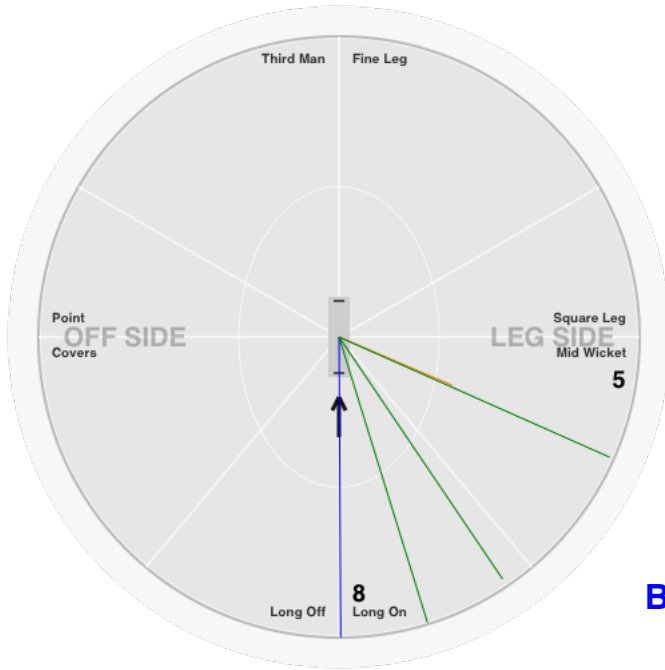 Third Man
Fine Leg
Point
Square Leg
OFF SIDE
LEG SIDE
Covers
Mid Wicket
5
8
B
Long Off
Long On